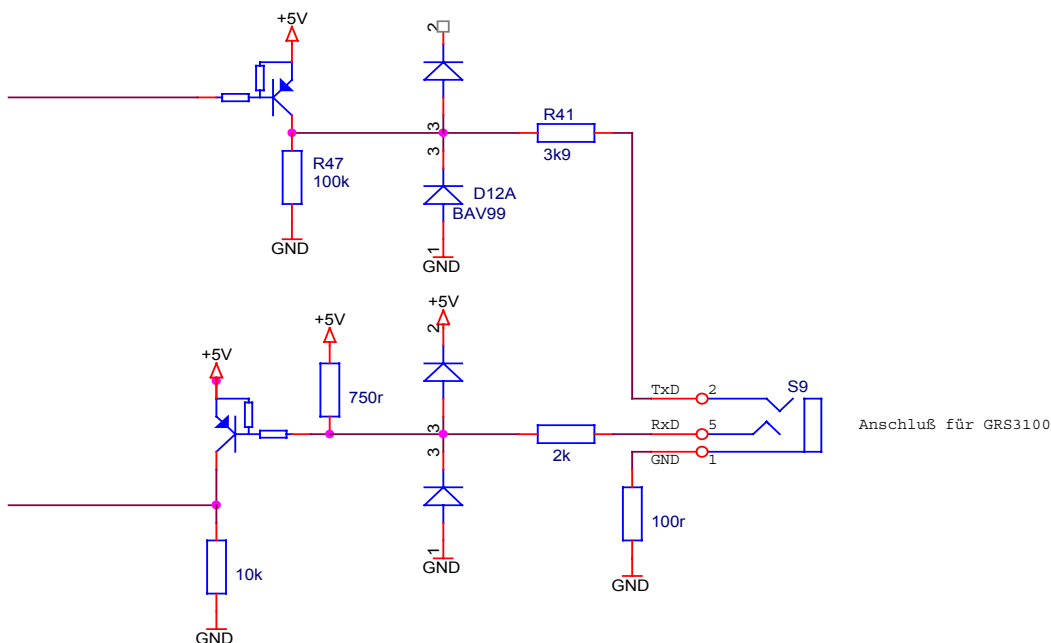 +5V
2
3
R41
3k9
3
R47
100k
D12A
BAV99
GND
1
GND
+5V
+5V
2
+5V
750r
TxD
2
S9
3
RxD
5
Anschluß für GRS3100
3
2k
GND
1
100r
10k
1
GND
GND
GND